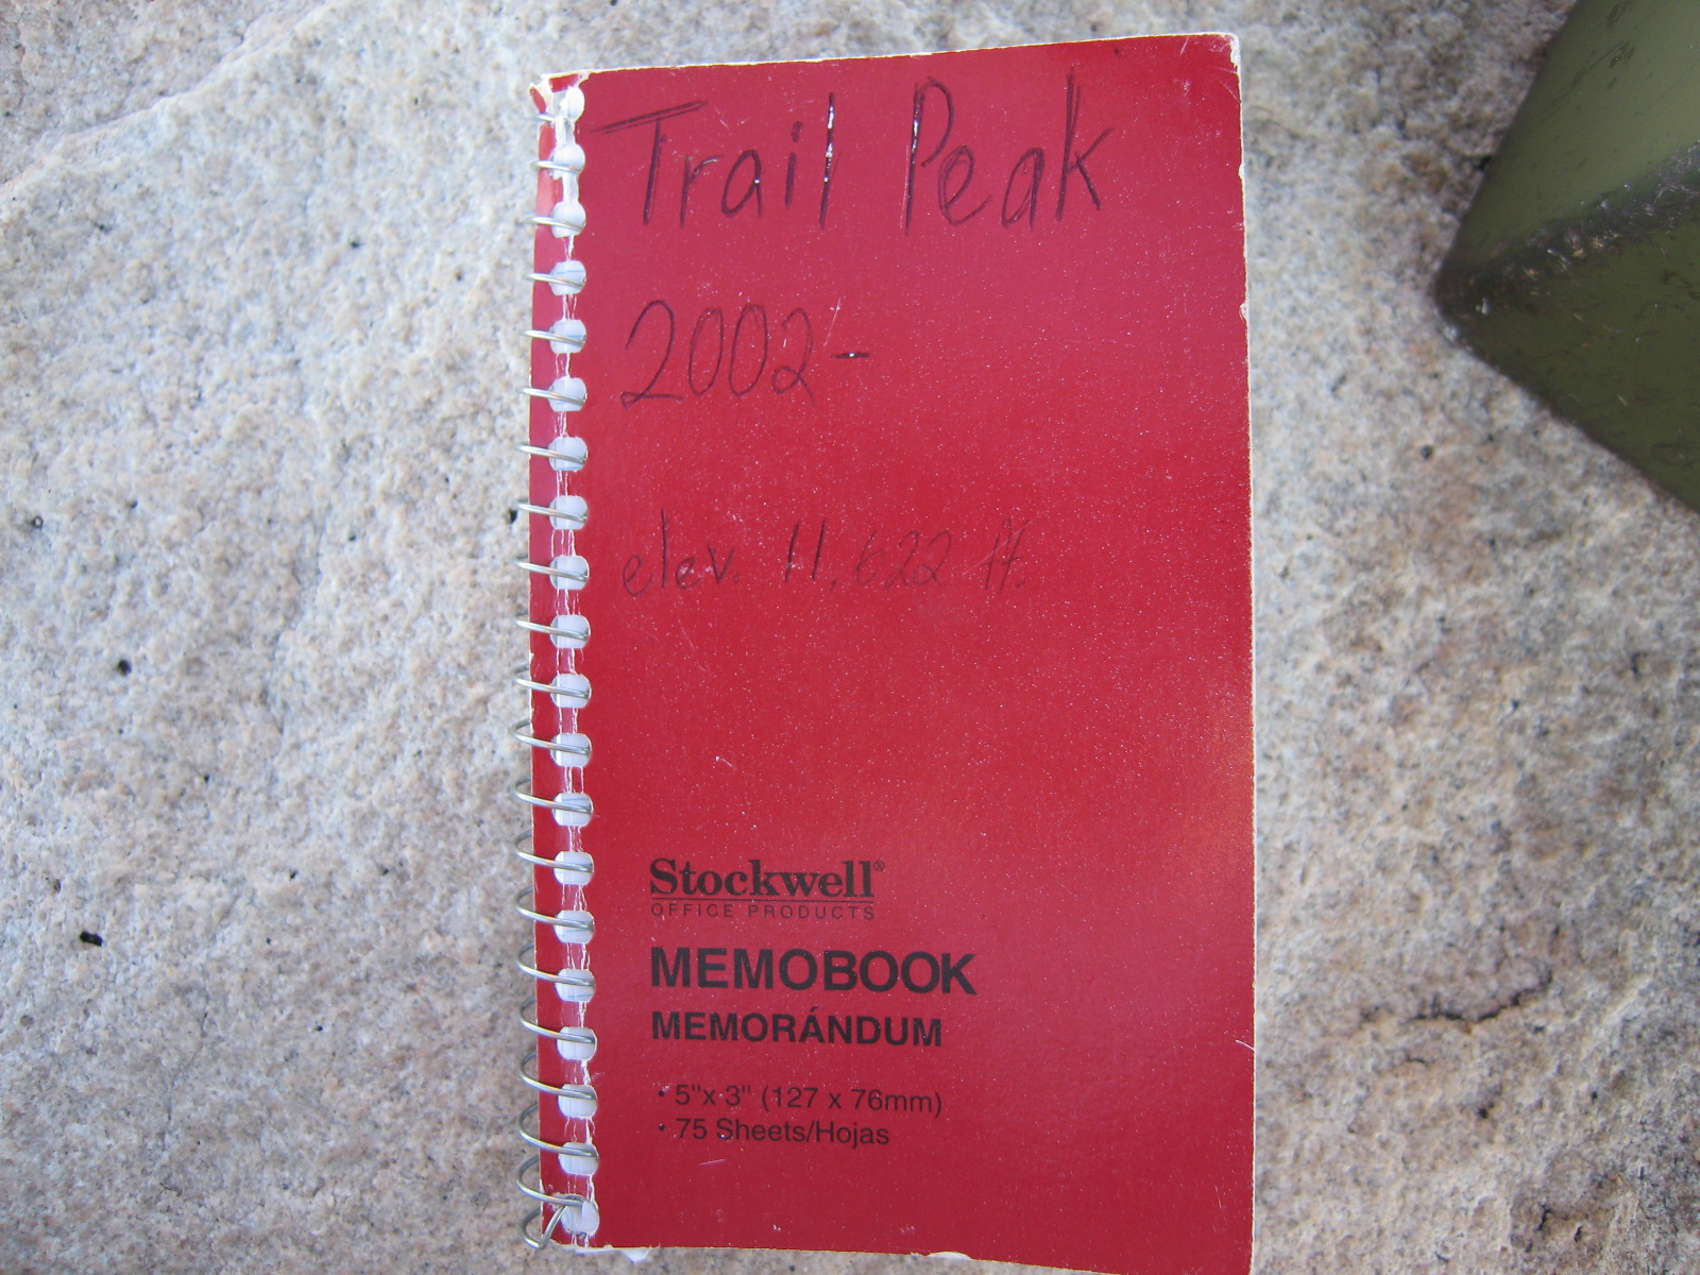 Trail Peak
2002-
elev. 11,622 ft.
Stockwell®
OFFICE PRODUCTS
MEMOBOOK
MEMORÁNDUM
• 5"x 3" (127 x 76mm)
• 75 Sheets/Hojas